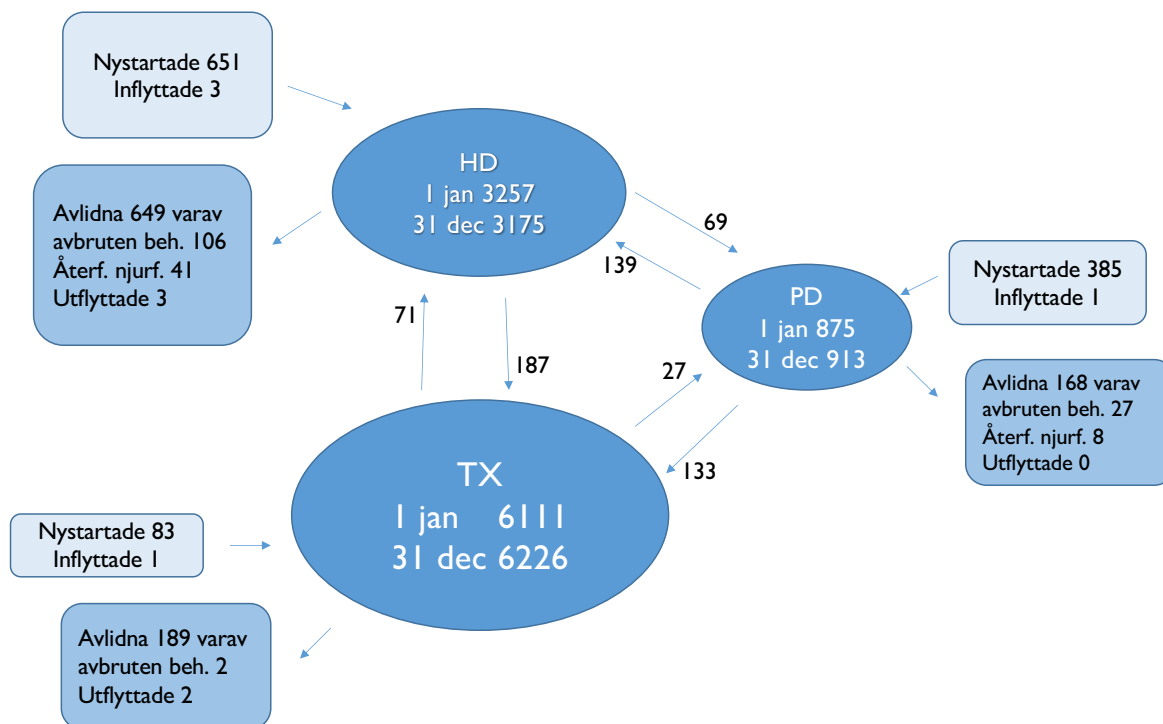 Nystartade 651
Inflyttade 3
HD
1 jan 3257
31 dec 3175
Avlidna 649 varav
avbruten beh. 106
Återf. njurf. 41
Utflyttade 3
69
139
Nystartade 385
Inflyttade 1
PD
1 jan 875
31 dec 913
71
187
27
Avlidna 168 varav
avbruten beh. 27
Återf. njurf. 8
Utflyttade 0
133
TX
1 jan 6111
31 dec 6226
Nystartade 83
Inflyttade 1
Avlidna 189 varav
avbruten beh. 2
Utflyttade 2